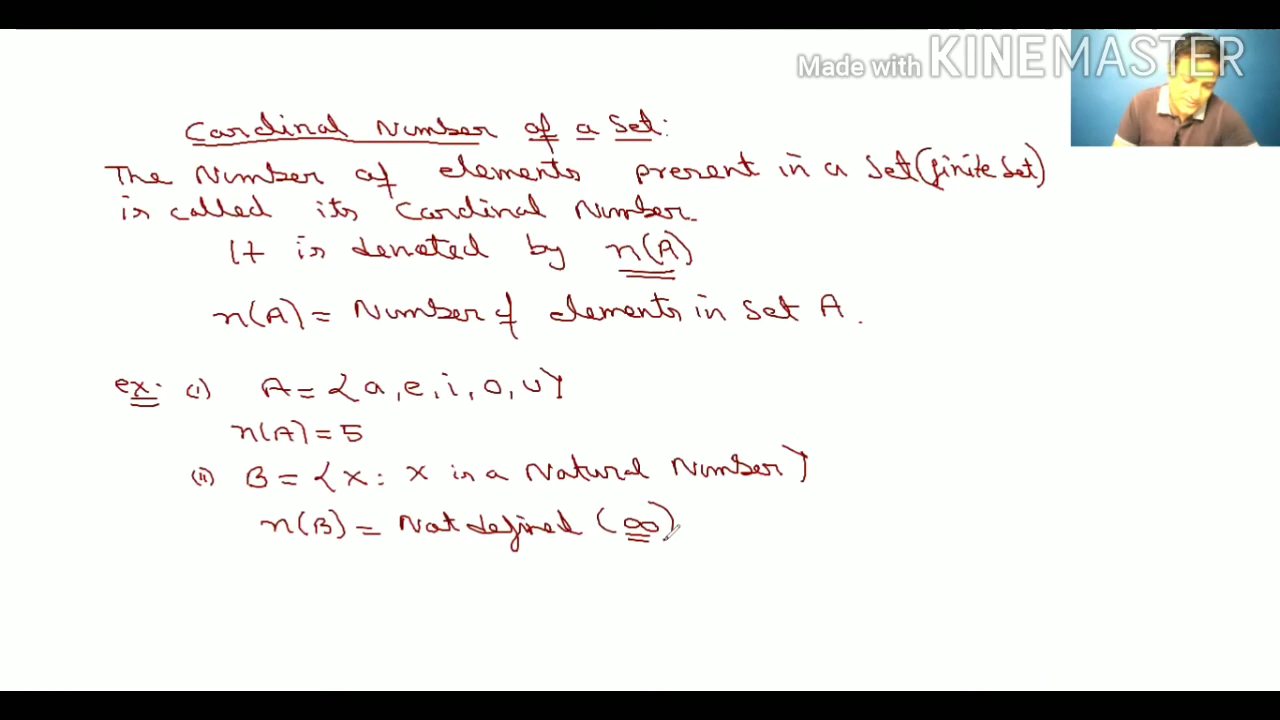 Made with KINEMASTER
Cardinal Number of a Set:
The Number of elements present in a Set (finite Set)
is called its Cardinal Number.
It is denoted by n(A)
n(A) = Number of elements in Set A.
ex: (i) A = {a, e, i, o, u}
n(A) = 5
(ii) B = {x : x is a Natural Number}
n(B) = Not defined (∞)